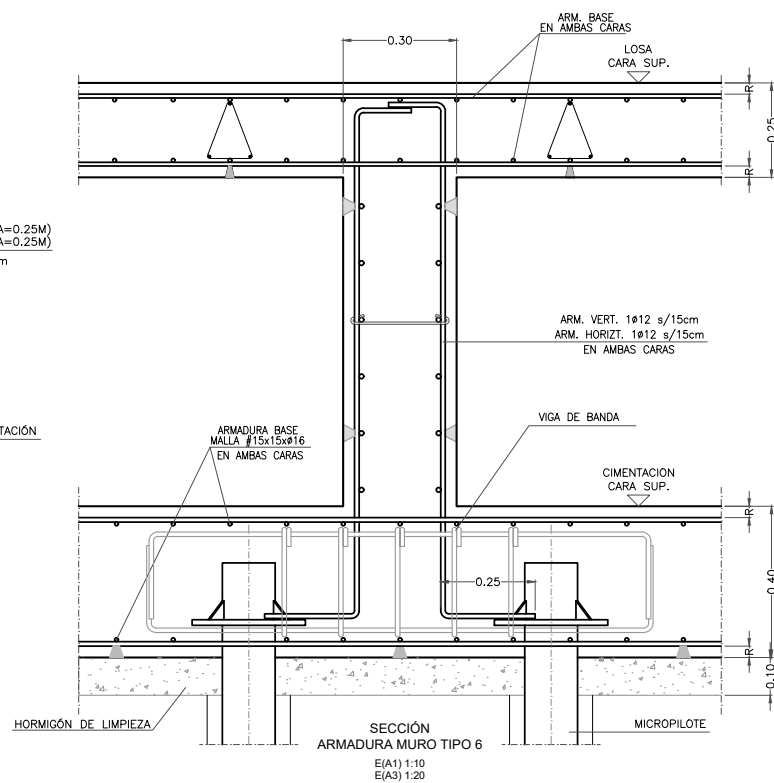 ARM. BASE
EN AMBAS CARAS
0.30
LOSA
CARA SUP.
R
0.25
R
A=0.25M)
A=0.25M)
m
ARM. VERT. 1ø12 s/15cm
ARM. HORIZT. 1ø12 s/15cm
EN AMBAS CARAS
TACIÓN
ARMADURA BASE
MALLA #15x15xø16
EN AMBAS CARAS
VIGA DE BANDA
CIMENTACION
CARA SUP.
R
0.25
0.40
R
0.10
HORMIGÓN DE LIMPIEZA
MICROPILOTE
SECCIÓN
ARMADURA MURO TIPO 6
E(A1) 1:10
E(A3) 1:20